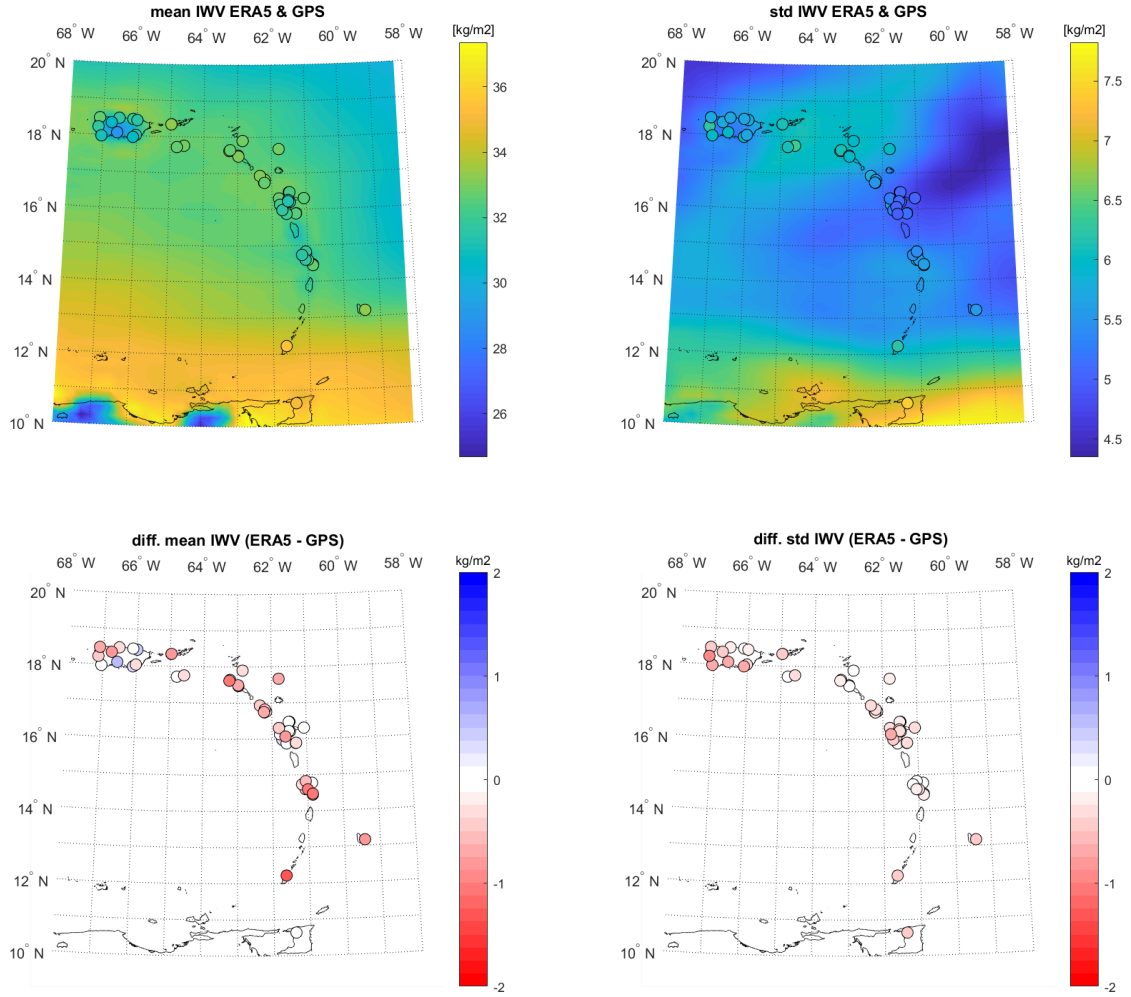 mean IWV ERA5 & GPS
68° W 66° W 64° W 62° W 60° W 58° W
[kg/m2]
20° N
18° N
16° N
14° N
12° N
10° N
36
34
32
30
28
26
std IWV ERA5 & GPS
68° W 66° W 64° W 62° W 60° W 58° W
[kg/m2]
20° N
18° N
16° N
14° N
12° N
10° N
7.5
7
6.5
6
5.5
5
4.5
diff. mean IWV (ERA5 - GPS)
68° W 66° W 64° W 62° W 60° W 58° W
kg/m2
20° N
18° N
16° N
14° N
12° N
10° N
2
1
0
-1
-2
diff. std IWV (ERA5 - GPS)
68° W 66° W 64° W 62° W 60° W 58° W
kg/m2
20° N
18° N
16° N
14° N
12° N
10° N
2
1
0
-1
-2